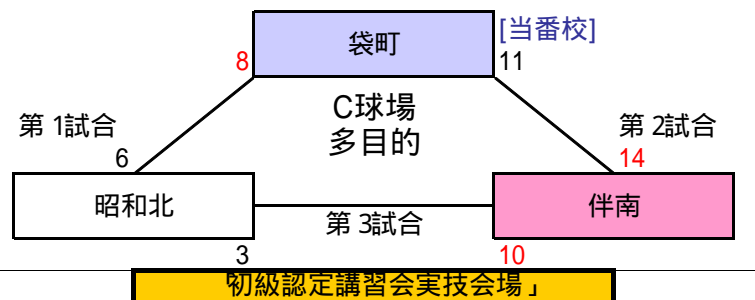 袋町
[当番校]
8
11
C球場
多目的
第 1試合
第 2試合
6
14
昭和北
伴南
第 3試合
3
10
初級認定講習会実技会場」